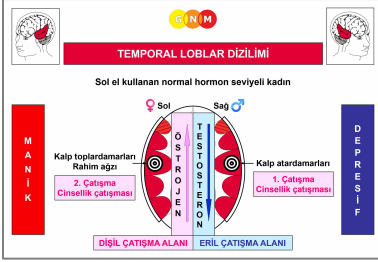 GNM
TEMPORAL LOBLAR DİZİLİMİ
Sol el kullanan normal hormon seviyeli kadın
♀ Sol Sağ ♂
MANİK
Kalp toplardamarları
Rahim ağzı
2. Çatışma
Cinsellik çatışması
ÖSTROJEN
TESTOSTERON
Kalp atardamarları
1. Çatışma
Cinsellik çatışması
DEPRESİF
DİŞİL ÇATIŞMA ALANI
ERİL ÇATIŞMA ALANI